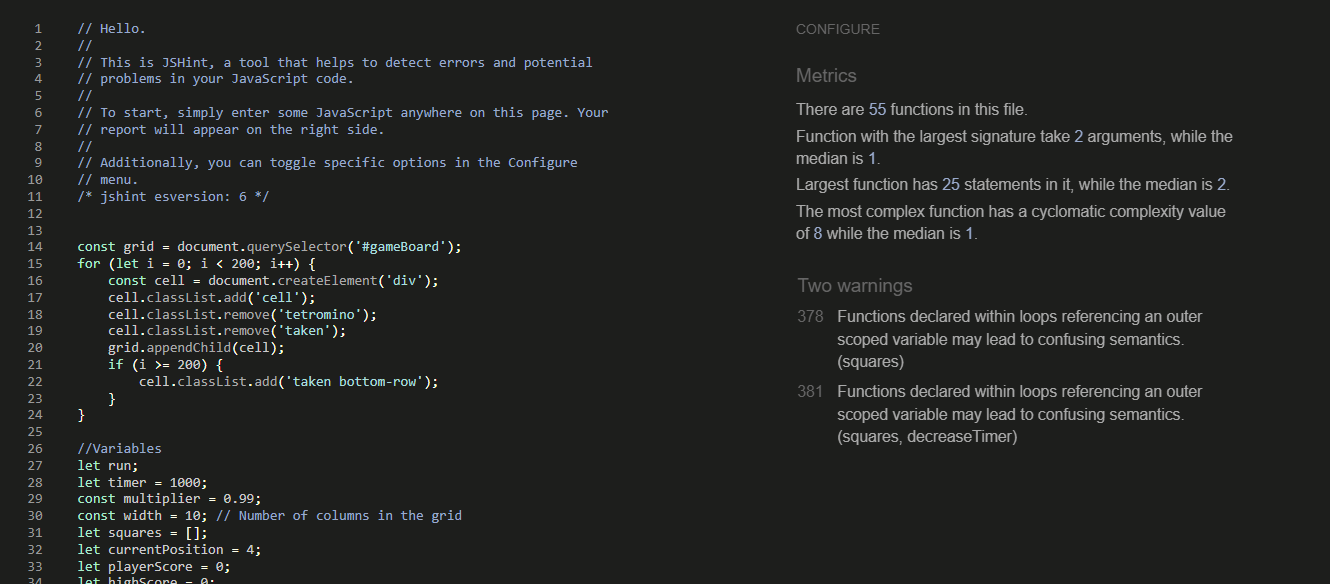 1 // Hello.
2 //
3 // This is JSHint, a tool that helps to detect errors and potential
4 // problems in your JavaScript code.
5 //
6 // To start, simply enter some JavaScript anywhere on this page. Your
7 // report will appear on the right side.
8 //
9 // Additionally, you can toggle specific options in the Configure
10 // menu.
11 /* jshint esversion: 6 */
12
13
14 const grid = document.querySelector('#gameBoard');
15 for (let i = 0; i < 200; i++) {
16     const cell = document.createElement('div');
17     cell.classList.add('cell');
18     cell.classList.remove('tetromino');
19     cell.classList.remove('taken');
20     grid.appendChild(cell);
21     if (i >= 200) {
22         cell.classList.add('taken bottom-row');
23     }
24 }
25
26 //Variables
27 let run;
28 let timer = 1000;
29 const multiplier = 0.99;
30 const width = 10; // Number of columns in the grid
31 let squares = [];
32 let currentPosition = 4;
33 let playerScore = 0;
34 let highScore = 0;
CONFIGURE
Metrics
There are 55 functions in this file.
Function with the largest signature take 2 arguments, while the
median is 1.
Largest function has 25 statements in it, while the median is 2.
The most complex function has a cyclomatic complexity value
of 8 while the median is 1.
Two warnings
378 Functions declared within loops referencing an outer
scoped variable may lead to confusing semantics.
(squares)
381 Functions declared within loops referencing an outer
scoped variable may lead to confusing semantics.
(squares, decreaseTimer)